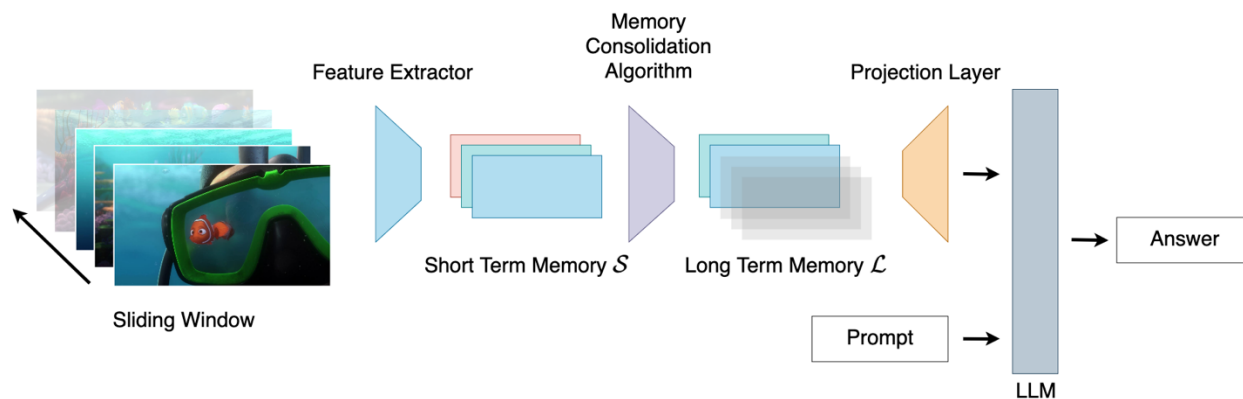 Memory
Consolidation
Algorithm
Feature Extractor
Projection Layer
Short Term Memory 𝒮
Long Term Memory ℒ
Sliding Window
Answer
Prompt
LLM